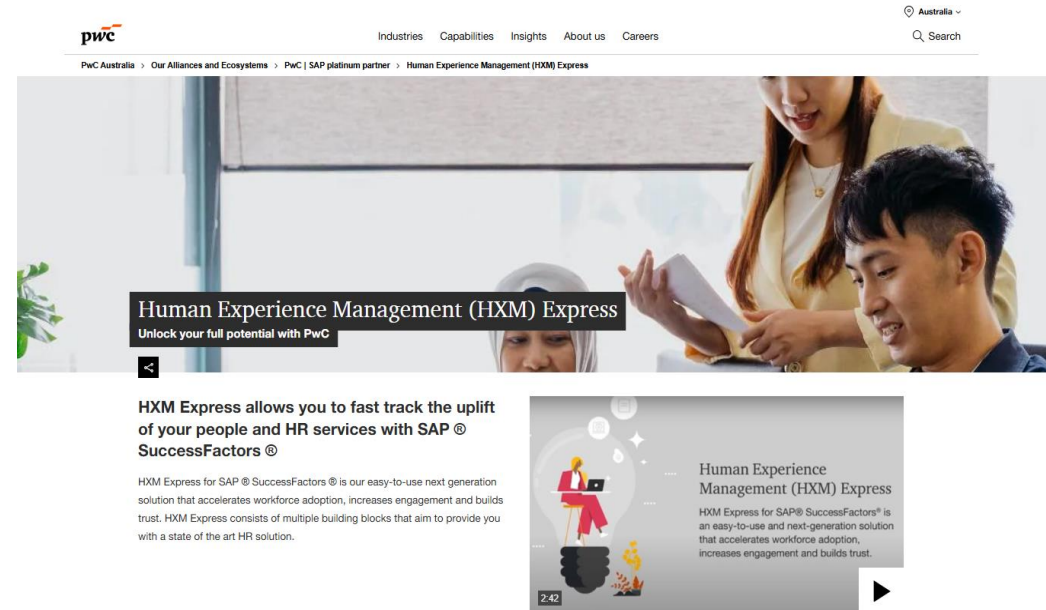 Australia
pwc
Industries Capabilities Insights About us Careers
Search
PwC Australia > Our Alliances and Ecosystems > PwC | SAP platinum partner > Human Experience Management (HXM) Express
Human Experience Management (HXM) Express
Unlock your full potential with PwC
HXM Express allows you to fast track the uplift
of your people and HR services with SAP ®
SuccessFactors ®
HXM Express for SAP ® SuccessFactors ® is our easy-to-use next generation
solution that accelerates workforce adoption, increases engagement and builds
trust. HXM Express consists of multiple building blocks that aim to provide you
with a state of the art HR solution.
Human Experience
Management (HXM) Express
HXM Express for SAP® SuccessFactors® is
an easy-to-use and next-generation solution
that accelerates workforce adoption,
increases engagement and builds trust.
2:42